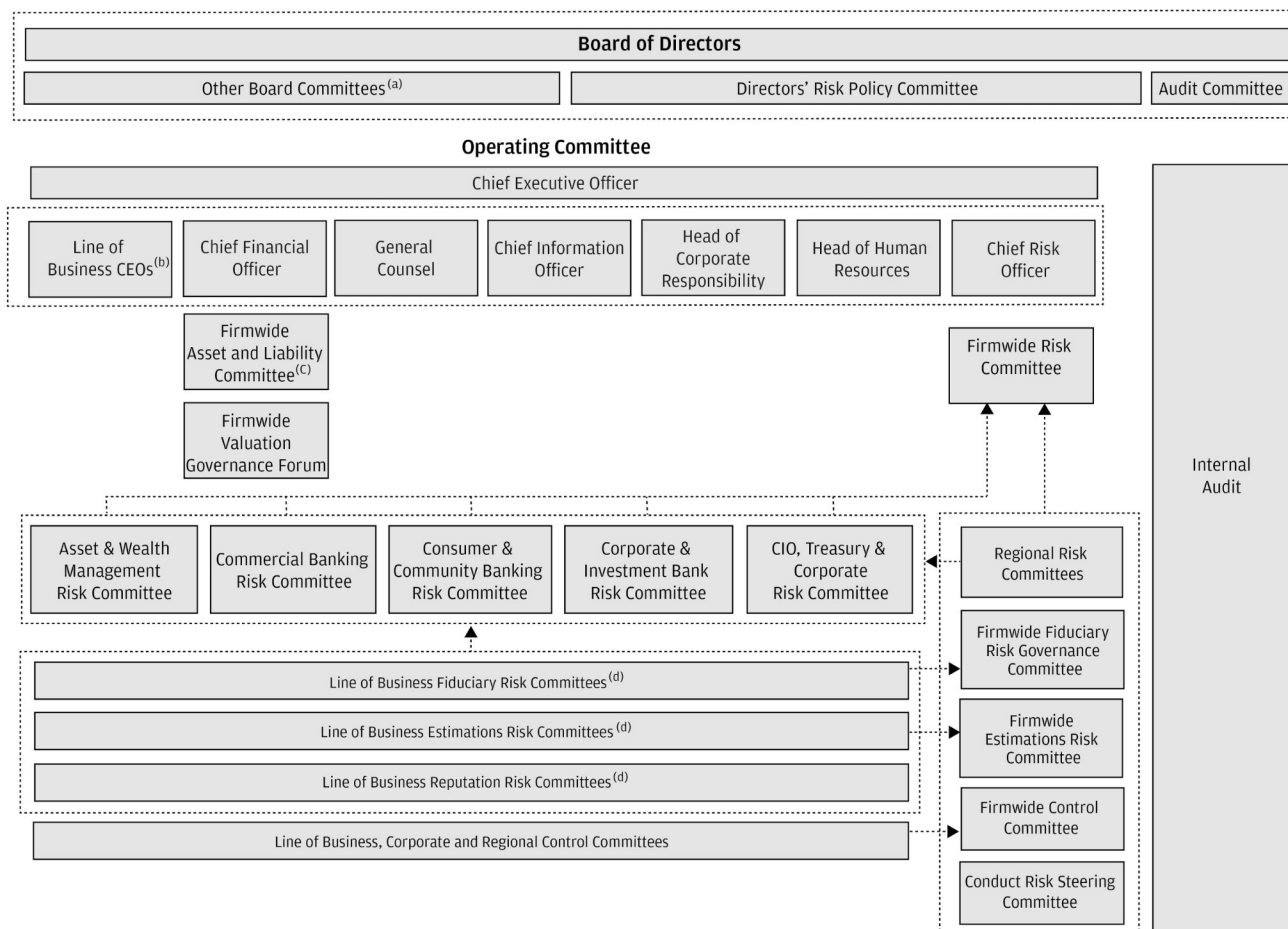 Board of Directors
Other Board Committees(a)
Directors’ Risk Policy Committee
Audit Committee
Operating Committee
Chief Executive Officer
Line of
Business CEOs(b)
Chief Financial
Officer
General
Counsel
Chief Information
Officer
Head of
Corporate
Responsibility
Head of Human
Resources
Chief Risk
Officer
Firmwide
Asset and Liability
Committee(C)
Firmwide Risk
Committee
Firmwide
Valuation
Governance Forum
Internal
Audit
Asset & Wealth
Management
Risk Committee
Commercial Banking
Risk Committee
Consumer &
Community Banking
Risk Committee
Corporate &
Investment Bank
Risk Committee
CIO, Treasury &
Corporate
Risk Committee
Regional Risk
Committees
Firmwide Fiduciary
Risk Governance
Committee
Line of Business Fiduciary Risk Committees(d)
Line of Business Estimations Risk Committees(d)
Firmwide
Estimations Risk
Committee
Line of Business Reputation Risk Committees(d)
Firmwide Control
Committee
Line of Business, Corporate and Regional Control Committees
Conduct Risk Steering
Committee